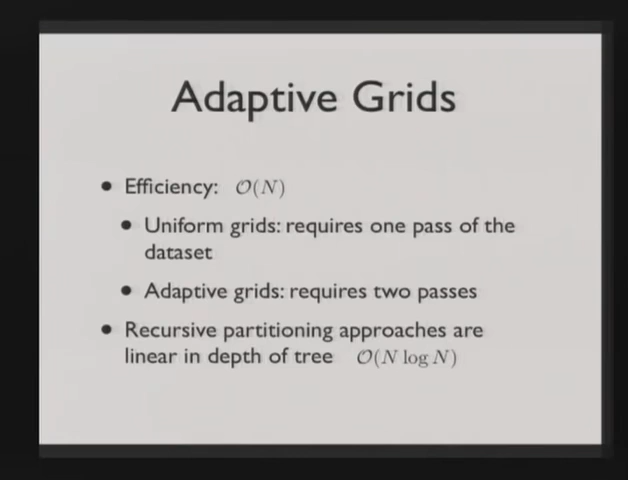 Adaptive Grids
• Efficiency: O(N)
• Uniform grids: requires one pass of the
dataset
• Adaptive grids: requires two passes
• Recursive partitioning approaches are
linear in depth of tree O(N log N)